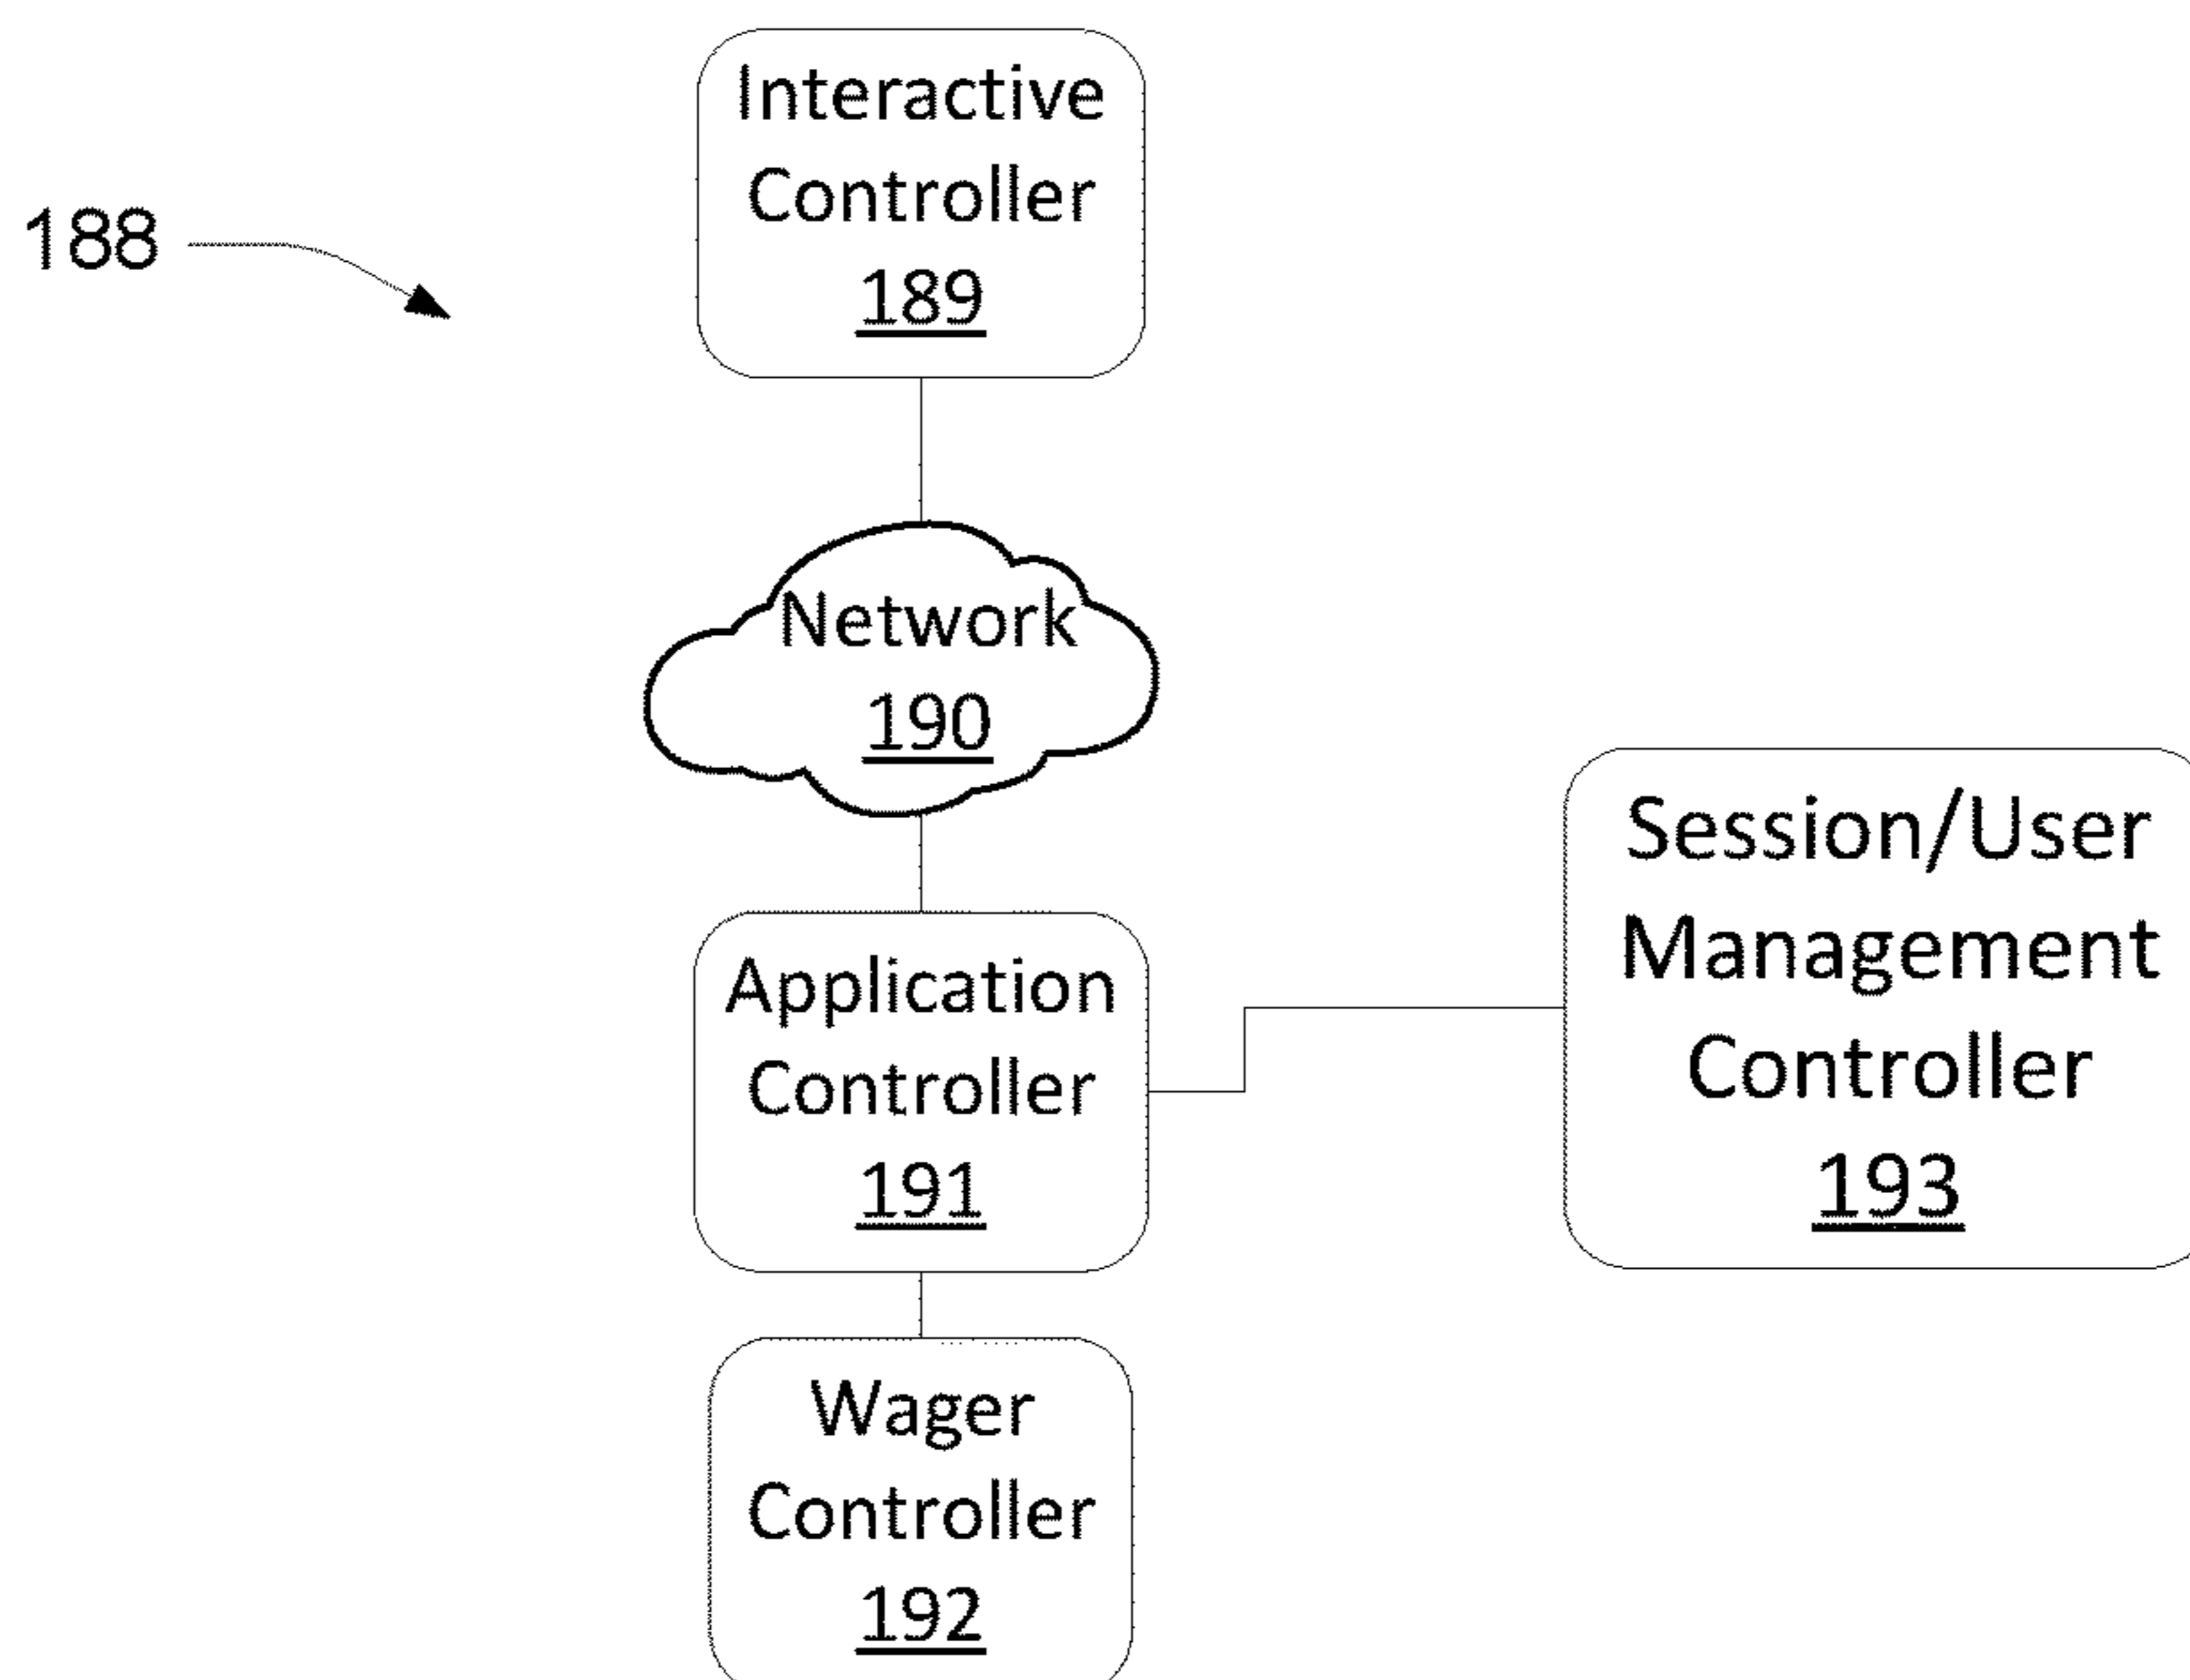 Interactive
Controller
189
188
Network
190
Application
Controller
191
Session/User
Management
Controller
193
Wager
Controller
192